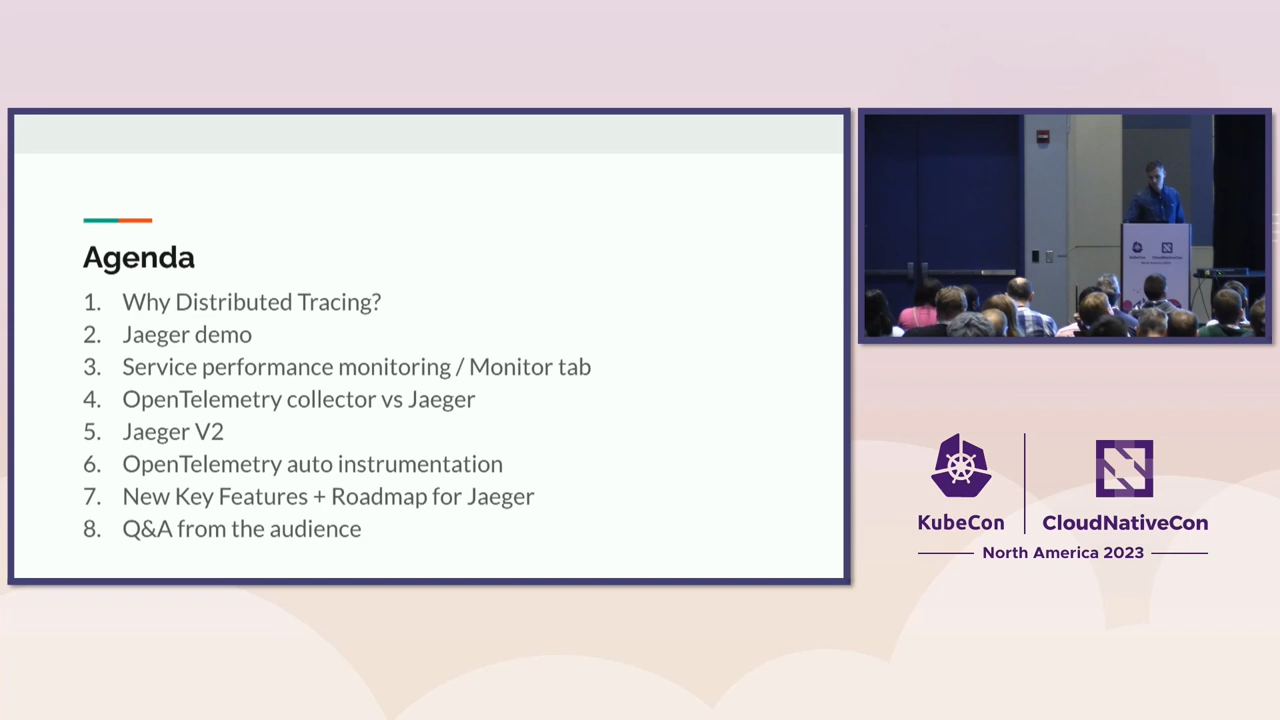 Agenda
1. Why Distributed Tracing?
2. Jaeger demo
3. Service performance monitoring / Monitor tab
4. OpenTelemetry collector vs Jaeger
5. Jaeger V2
6. OpenTelemetry auto instrumentation
7. New Key Features + Roadmap for Jaeger
8. Q&A from the audience
KubeCon
CloudNativeCon
North America 2023
KubeCon
CloudNativeCon